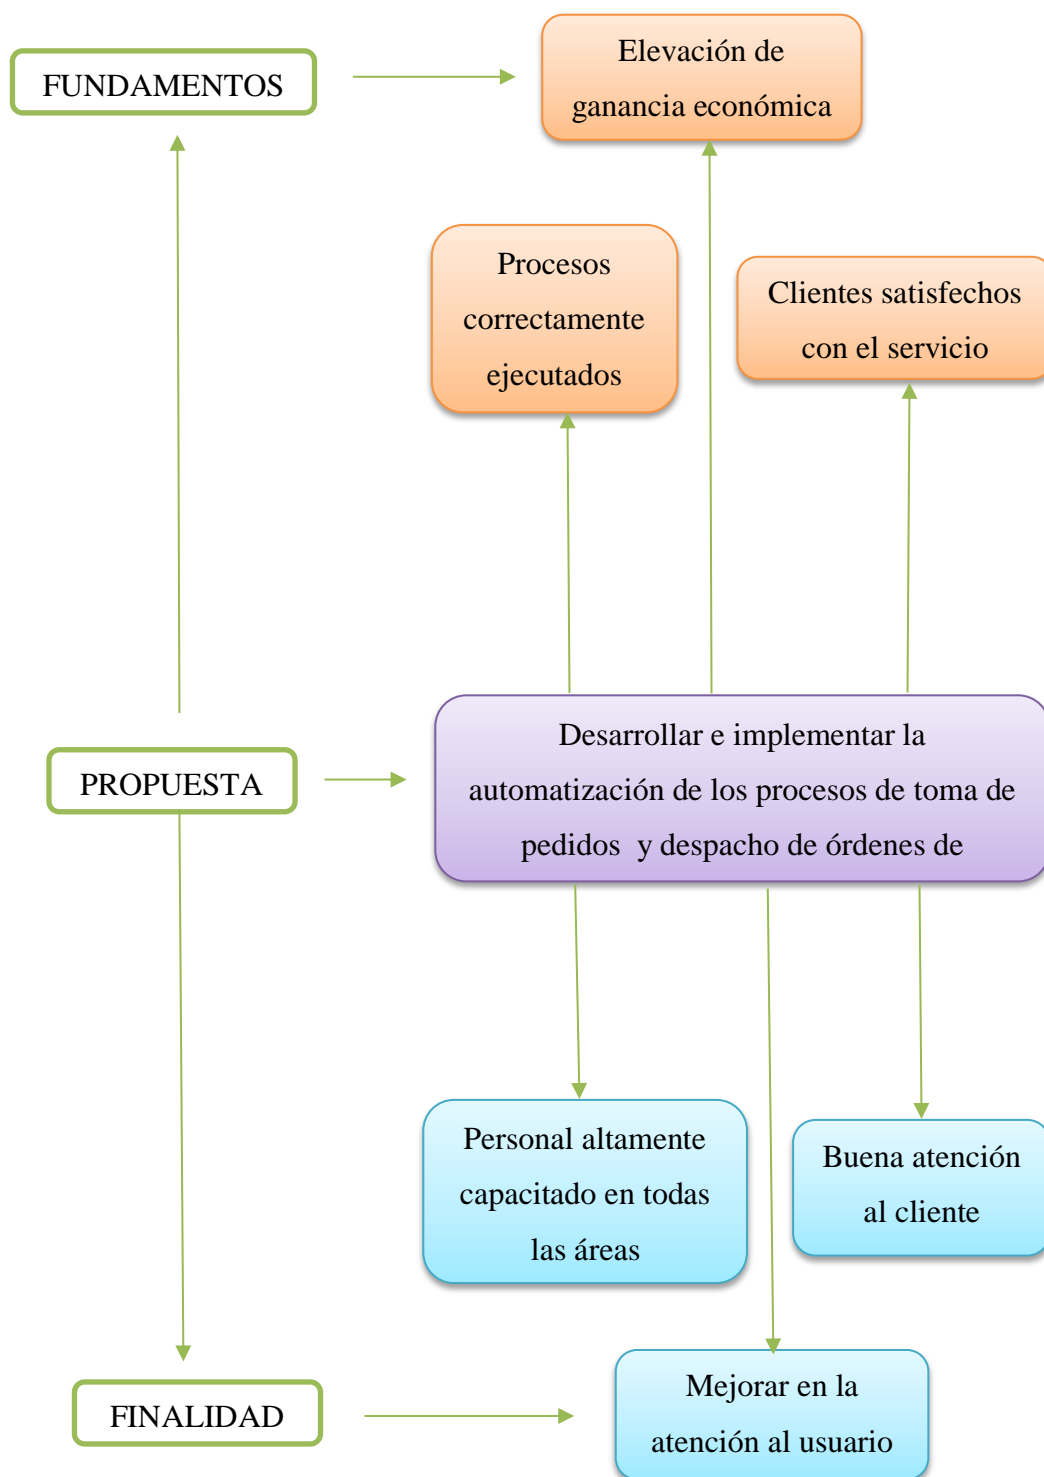 FUNDAMENTOS
Elevación de
ganancia económica
Procesos
correctamente
ejecutados
Clientes satisfechos
con el servicio
PROPUESTA
Desarrollar e implementar la
automatización de los procesos de toma de
pedidos  y despacho de órdenes de
Personal altamente
capacitado en todas
las áreas
Buena atención
al cliente
FINALIDAD
Mejorar en la
atención al usuario